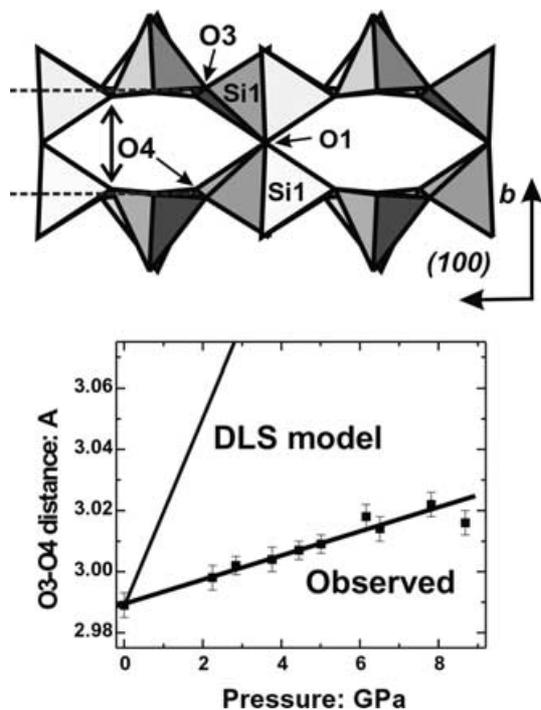 O3
Si1
O4
O1
Si1
b
(100)
3.06
DLS model
3.04
O3-O4 distance: A
3.02
3.00
Observed
2.98
0 2 4 6 8
Pressure: GPa